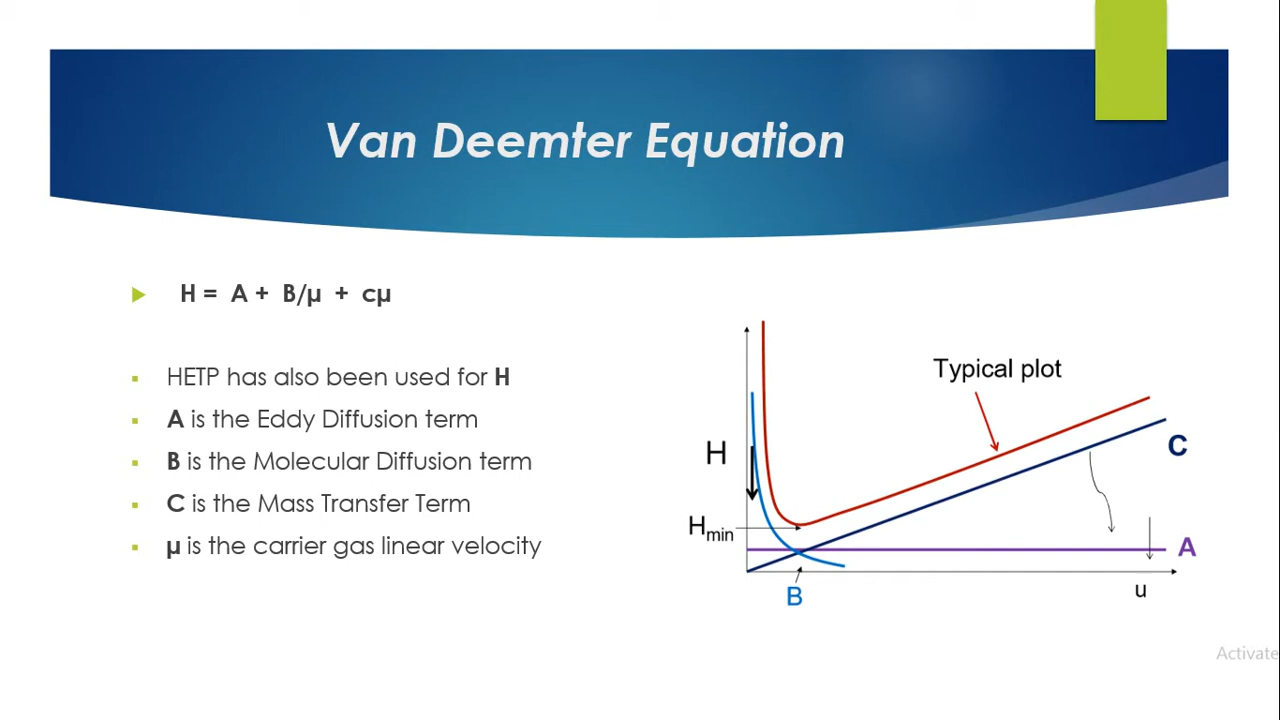 Van Deemter Equation
H = A + B/µ + cµ
HETP has also been used for H
A is the Eddy Diffusion term
B is the Molecular Diffusion term
C is the Mass Transfer Term
µ is the carrier gas linear velocity
Typical plot
H
C
Hmin
A
B
u
Activate